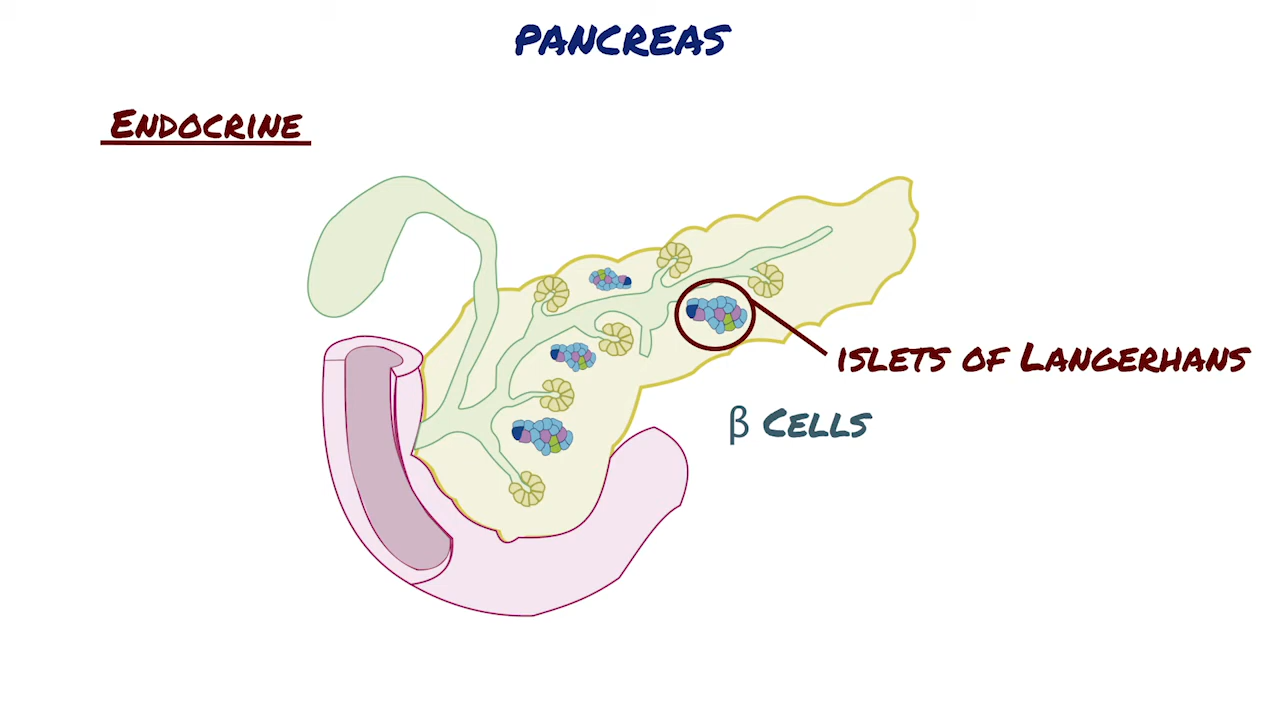 PANCREAS
ENDOCRINE
ISLETS OF LANGERHANS
β CELLS